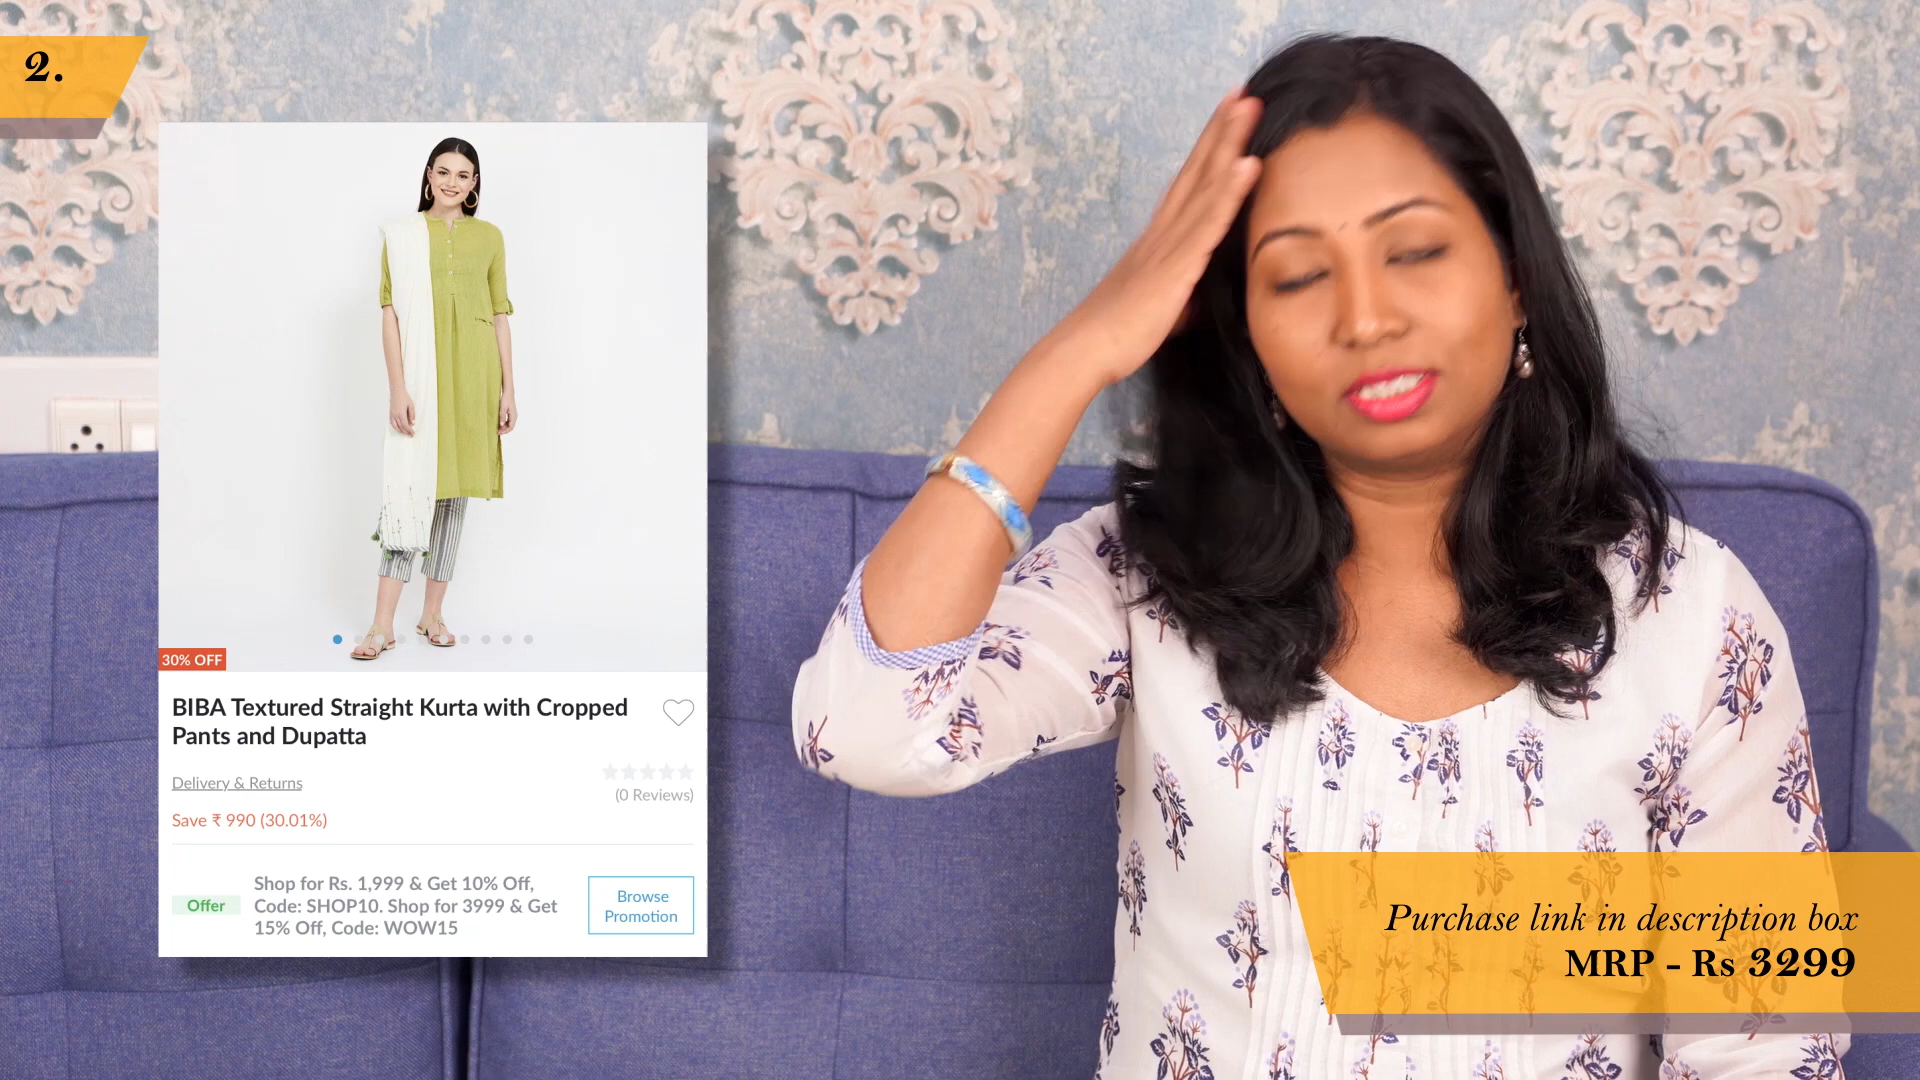 2.
30% OFF
BIBA Textured Straight Kurta with Cropped
Pants and Dupatta
Delivery & Returns
(0 Reviews)
Save ₹ 990 (30.01%)
Offer
Shop for Rs. 1,999 & Get 10% Off,
Code: SHOP10. Shop for 3999 & Get
15% Off, Code: WOW15
Browse
Promotion
Purchase link in description box
MRP - Rs 3299